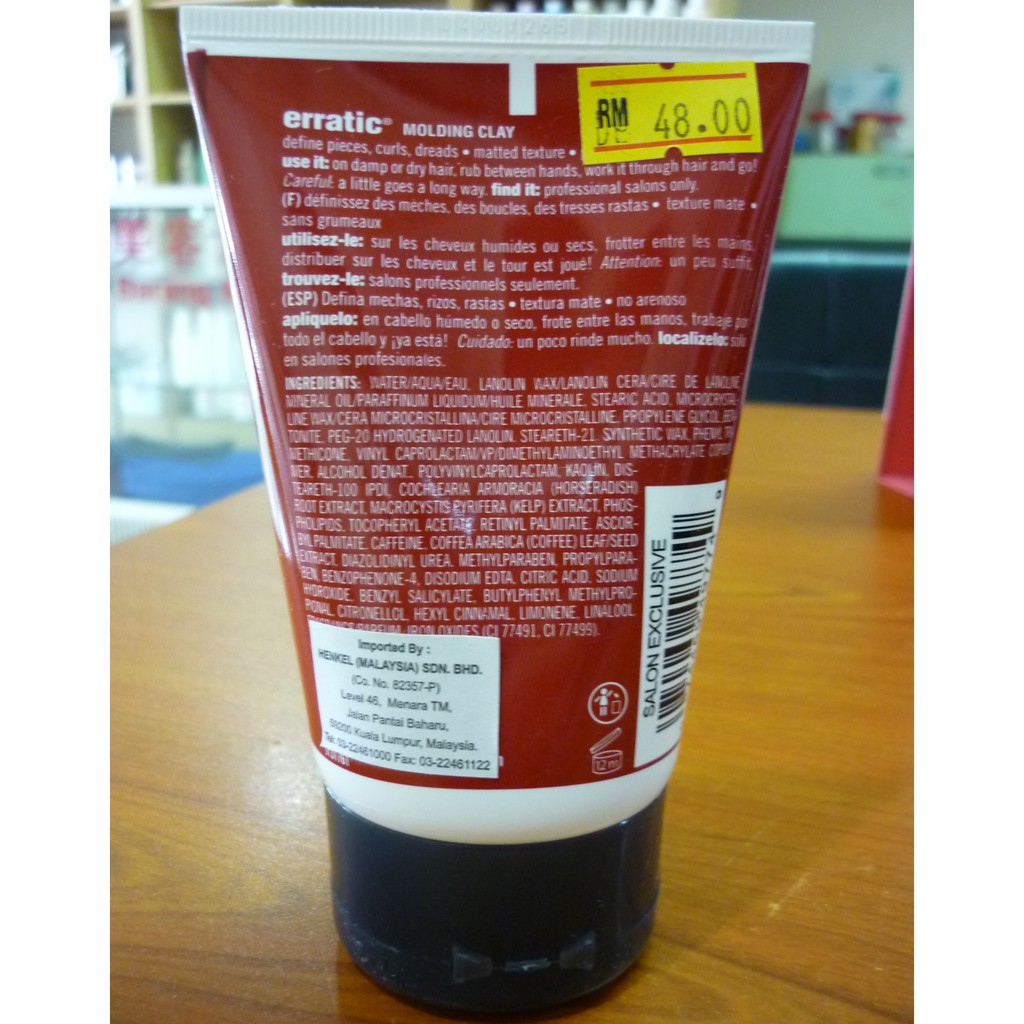 RM 48.00
erratic® MOLDING CLAY
define pieces, curls, dreads • matted texture •
use it: on damp or dry hair, rub between hands, work it through hair and go!
Careful: a little goes a long way. find it: professional salons only.
(F) définissez des meches, des boucles, des tresses rastas • texture mate •
sans grumeaux
utilisez-le: sur les cheveux humides ou secs, frotter entre les mains,
distribuer sur les cheveux et le tour est joué! Attention: un peu suffit.
trouvez-le: salons professionnels seulement.
(ESP) Defina mechas, rizos, rastas • textura mate • no arenoso
apliquelo: en cabello húmedo o seco, frote entre las manos, trabaje por
todo el cabello y ¡ya está! Cuidado: un poco rinde mucho. localizelo: solo
en salones profesionales.
INGREDIENTS: WATER/AQUA/EAU, LANOLIN WAX/LANOLIN CERA/CIRE DE LANOLINE
MINERAL OIL/PARAFFINUM LIQUIDUM/HUILE MINERALE, STEARIC ACID, MICROCRYSTAL-
LINE WAX/CERA MICROCRISTALLINA/CIRE MICROCRISTALLINE, PROPYLENE GLYCOL, BEN-
TONITE, PEG-20 HYDROGENATED LANOLIN, STEARETH-21, SYNTHETIC WAX, PHENYL TRI-
METHICONE, VINYL CAPROLACTAM/VP/DIMETHYLAMINOETHYL METHACRYLATE COPOLY-
MER, ALCOHOL DENAT., POLYVINYLCAPROLACTAM, KAOLIN, DIS-
TEARETH-100 IPDI, COCHLEARIA ARMORACIA (HORSERADISH)
ROOT EXTRACT, MACROCYSTIS PYRIFERA (KELP) EXTRACT, PHOS-
PHOLIPIDS, TOCOPHERYL ACETATE, RETINYL PALMITATE, ASCOR-
BYL PALMITATE, CAFFEINE, COFFEA ARABICA (COFFEE) LEAF/SEED
EXTRACT, DIAZOLIDINYL UREA, METHYLPARABEN, PROPYLPARA-
BEN, BENZOPHENONE-4, DISODIUM EDTA, CITRIC ACID, SODIUM
HYDROXIDE, BENZYL SALICYLATE, BUTYLPHENYL METHYLPRO-
PIONAL, CITRONELLOL, HEXYL CINNAMAL, LIMONENE, LINALOOL,
FRAGRANCE/PARFUM, IRON OXIDES (CI 77491, CI 77499).
Imported By :
HENKEL (MALAYSIA) SDN. BHD.
(Co. No. 82357-P)
Level 46, Menara TM,
Jalan Pantai Baharu,
59200 Kuala Lumpur, Malaysia.
Tel: 03-22461000 Fax: 03-22461122
12 m
SALON EXCLUSIVE